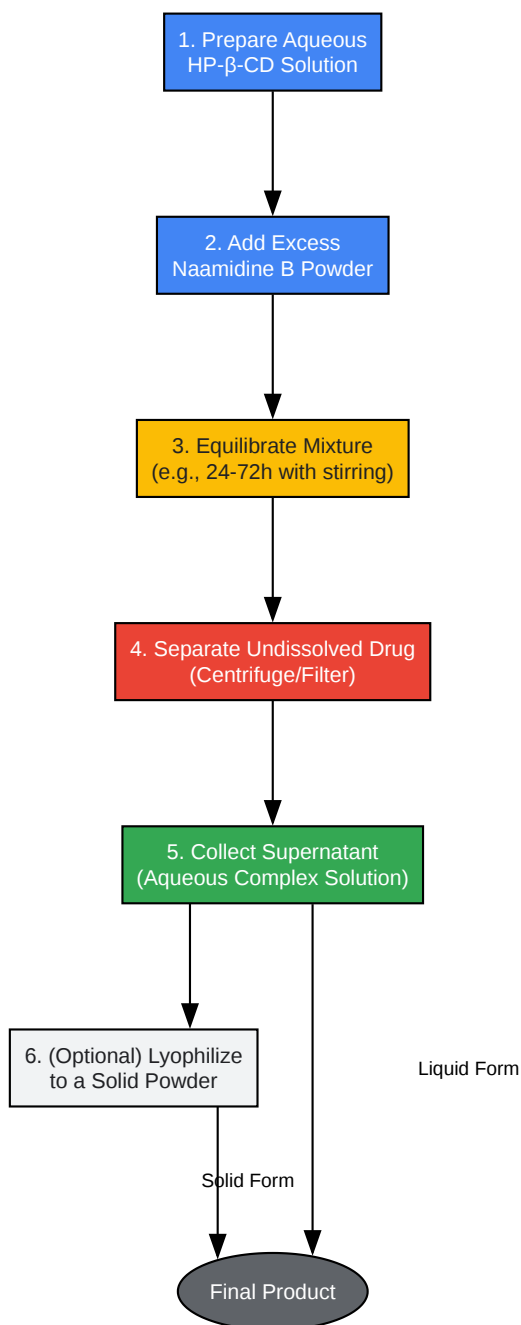 1. Prepare Aqueous
HP-β-CD Solution
2. Add Excess
Naamidine B Powder
3. Equilibrate Mixture
(e.g., 24-72h with stirring)
4. Separate Undissolved Drug
(Centrifuge/Filter)
5. Collect Supernatant
(Aqueous Complex Solution)
6. (Optional) Lyophilize
to a Solid Powder
Liquid Form
Solid Form
Final Product